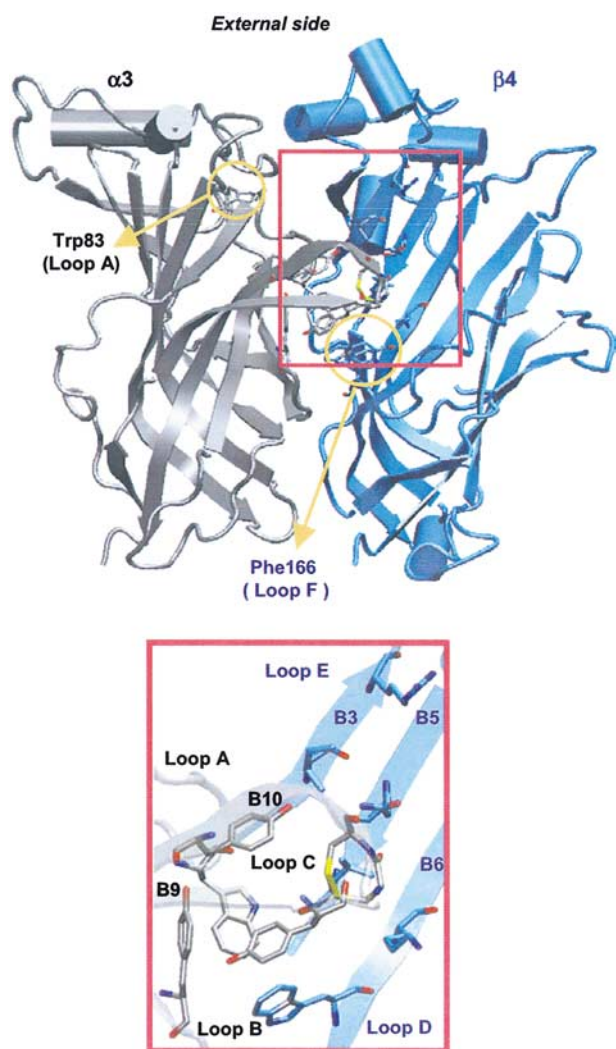 External side
α3
β4
Trp83
(Loop A)
Phe166
( Loop F )
Loop E
B3
B5
Loop A
B10
Loop C
B6
B9
Loop B
Loop D